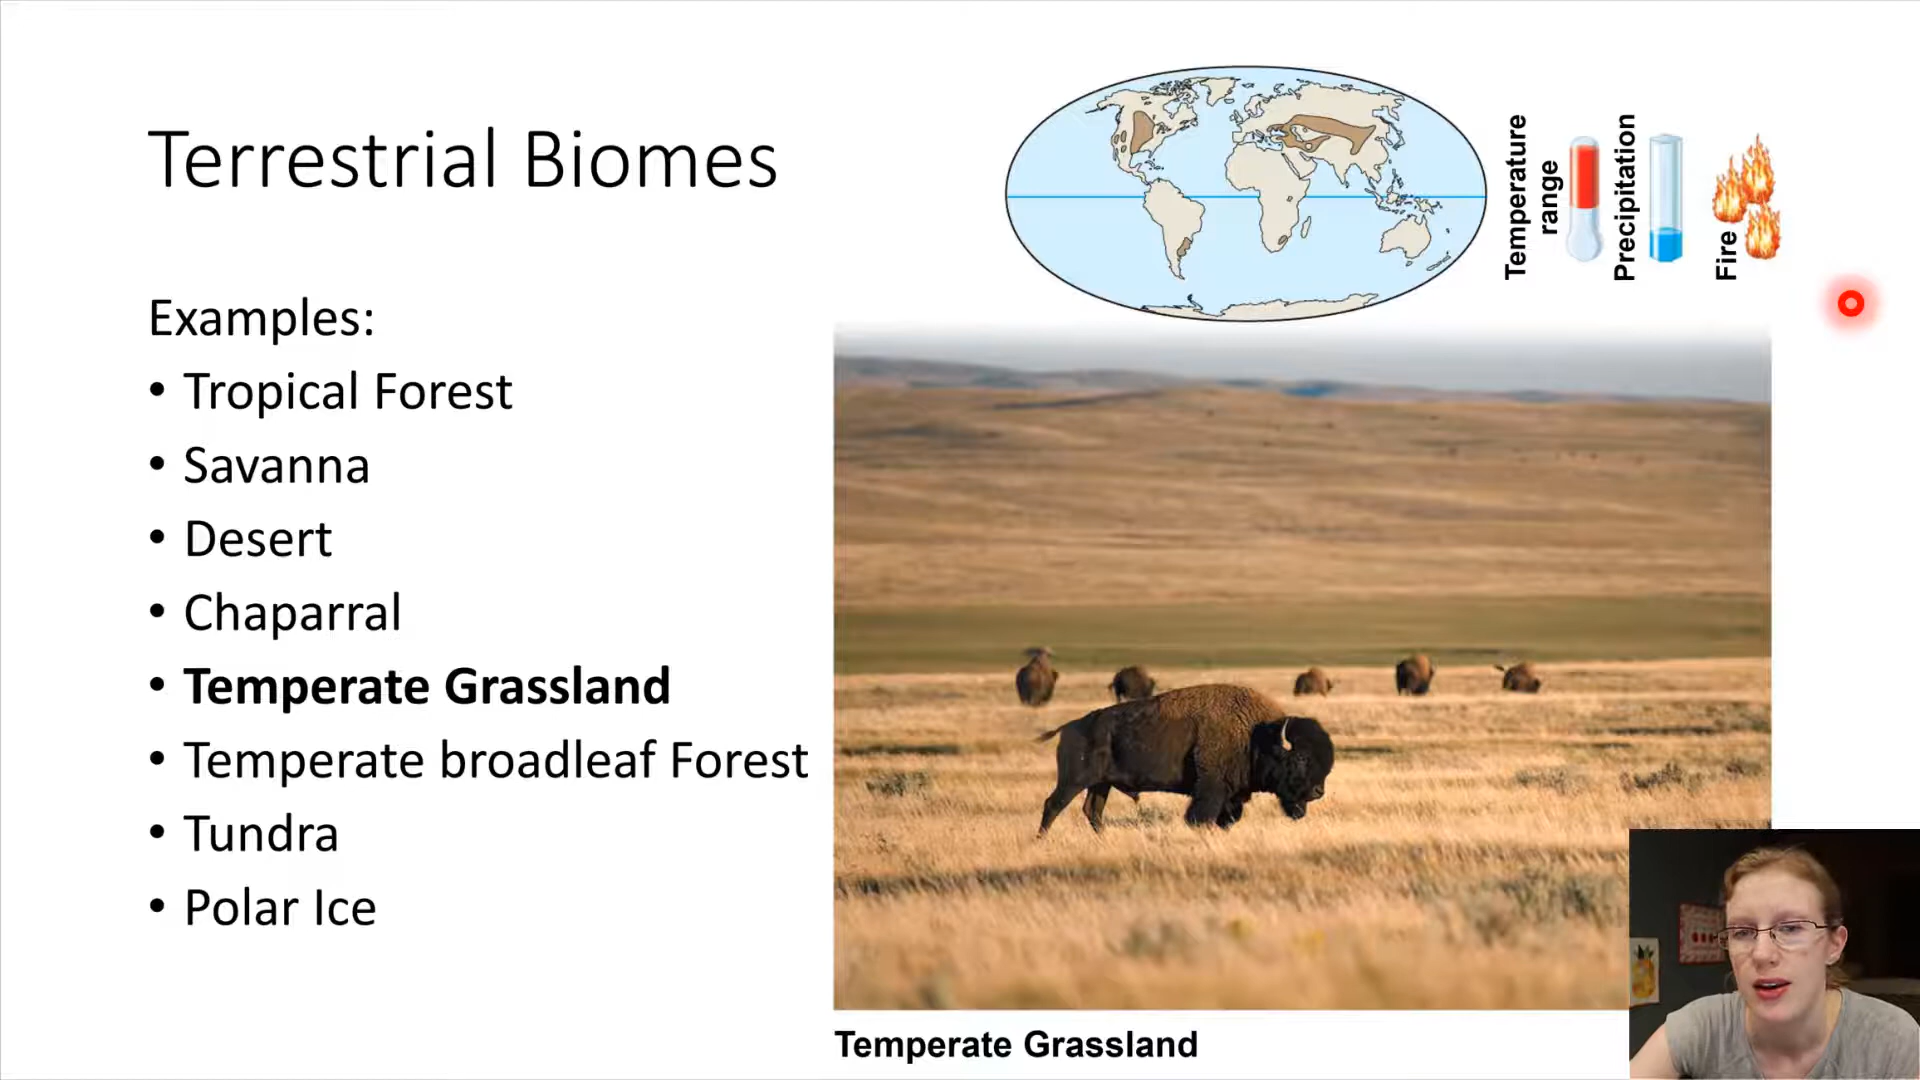 Terrestrial Biomes
Examples:
• Tropical Forest
• Savanna
• Desert
• Chaparral
• Temperate Grassland
• Temperate broadleaf Forest
• Tundra
• Polar Ice
Temperature
range
Precipitation
Fire
Temperate Grassland